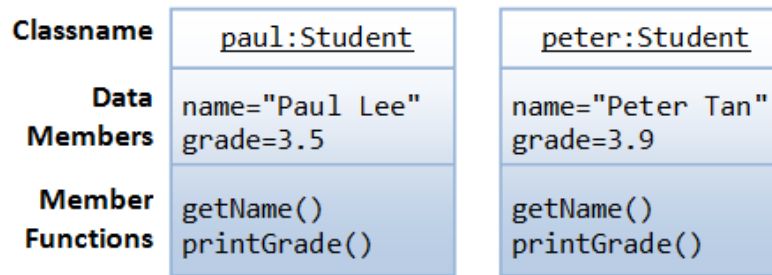 Classname
paul:Student
peter:Student
Data
Members
name="Paul Lee"
grade=3.5
name="Peter Tan"
grade=3.9
Member
Functions
getName()
printGrade()
getName()
printGrade()